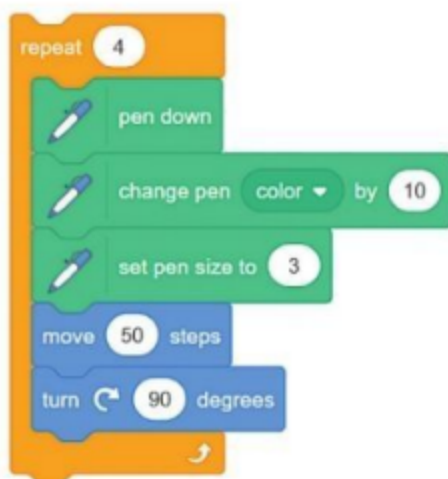 repeat 4
pen down
change pen color by 10
set pen size to 3
move 50 steps
turn 90 degrees